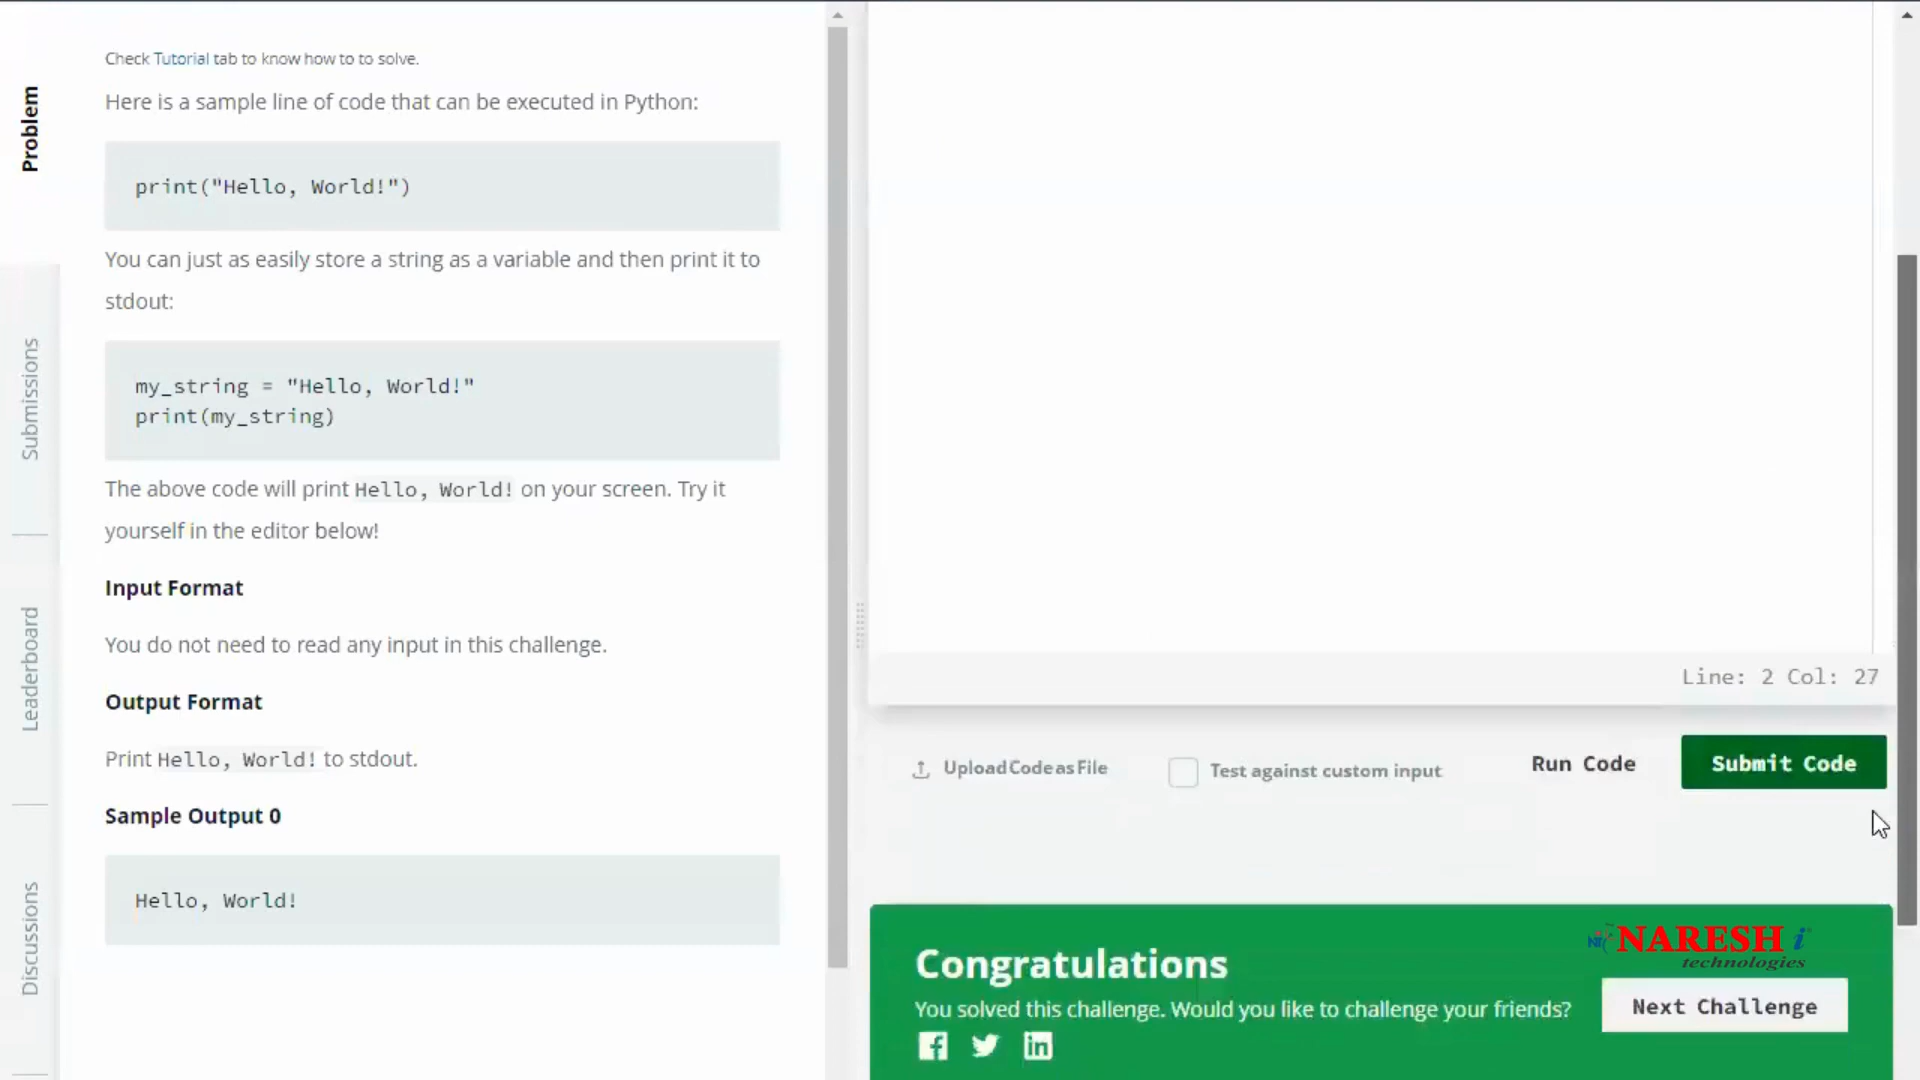 Problem
Submissions
Leaderboard
Discussions
Check Tutorial tab to know how to to solve.
Here is a sample line of code that can be executed in Python:
print("Hello, World!")
You can just as easily store a string as a variable and then print it to
stdout:
my_string = "Hello, World!"
print(my_string)
The above code will print Hello, World! on your screen. Try it
yourself in the editor below!
Input Format
You do not need to read any input in this challenge.
Output Format
Print Hello, World! to stdout.
Sample Output 0
Hello, World!
Line: 2 Col: 27
Upload Code as File
Test against custom input
Run Code
Submit Code
Congratulations
You solved this challenge. Would you like to challenge your friends?
NARESH i
technologies
Next Challenge